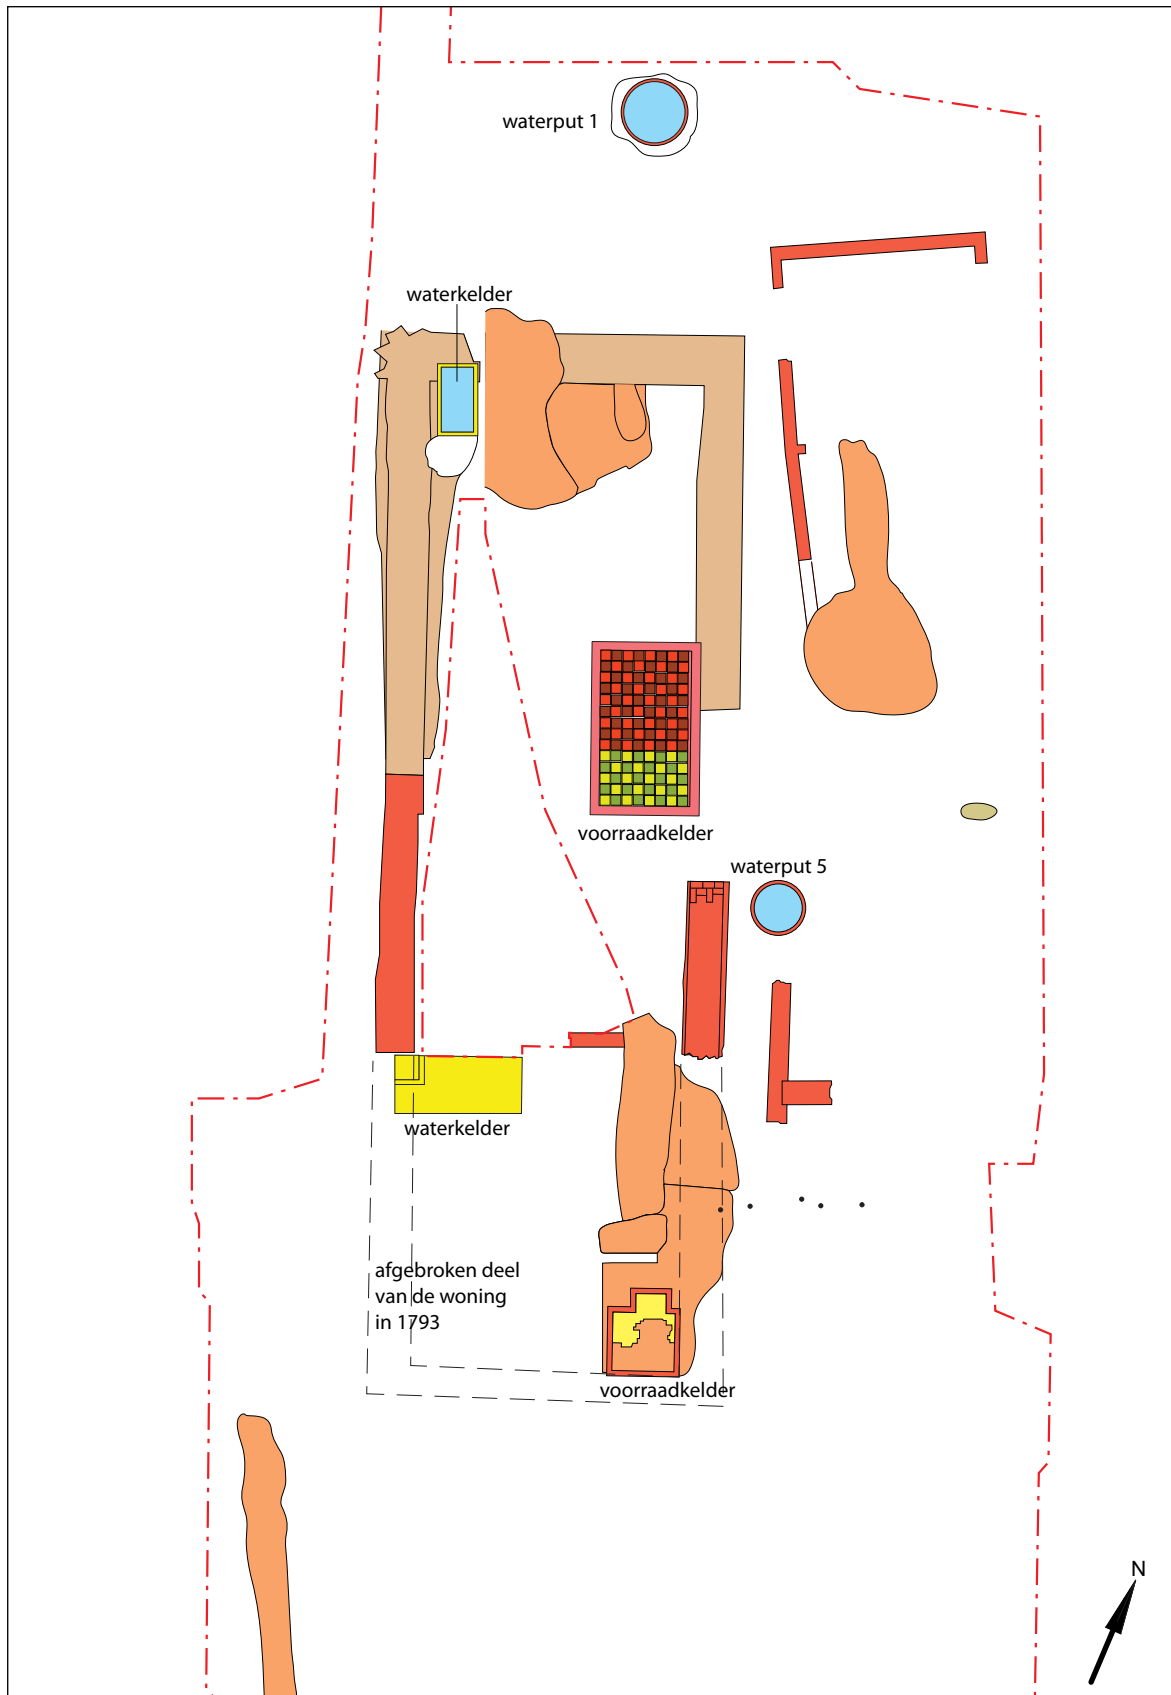 waterput 1
waterkelder
voorraadkelder
waterput 5
waterkelder
afgebroken deel
van de woning
in 1793
voorraadkelder
N